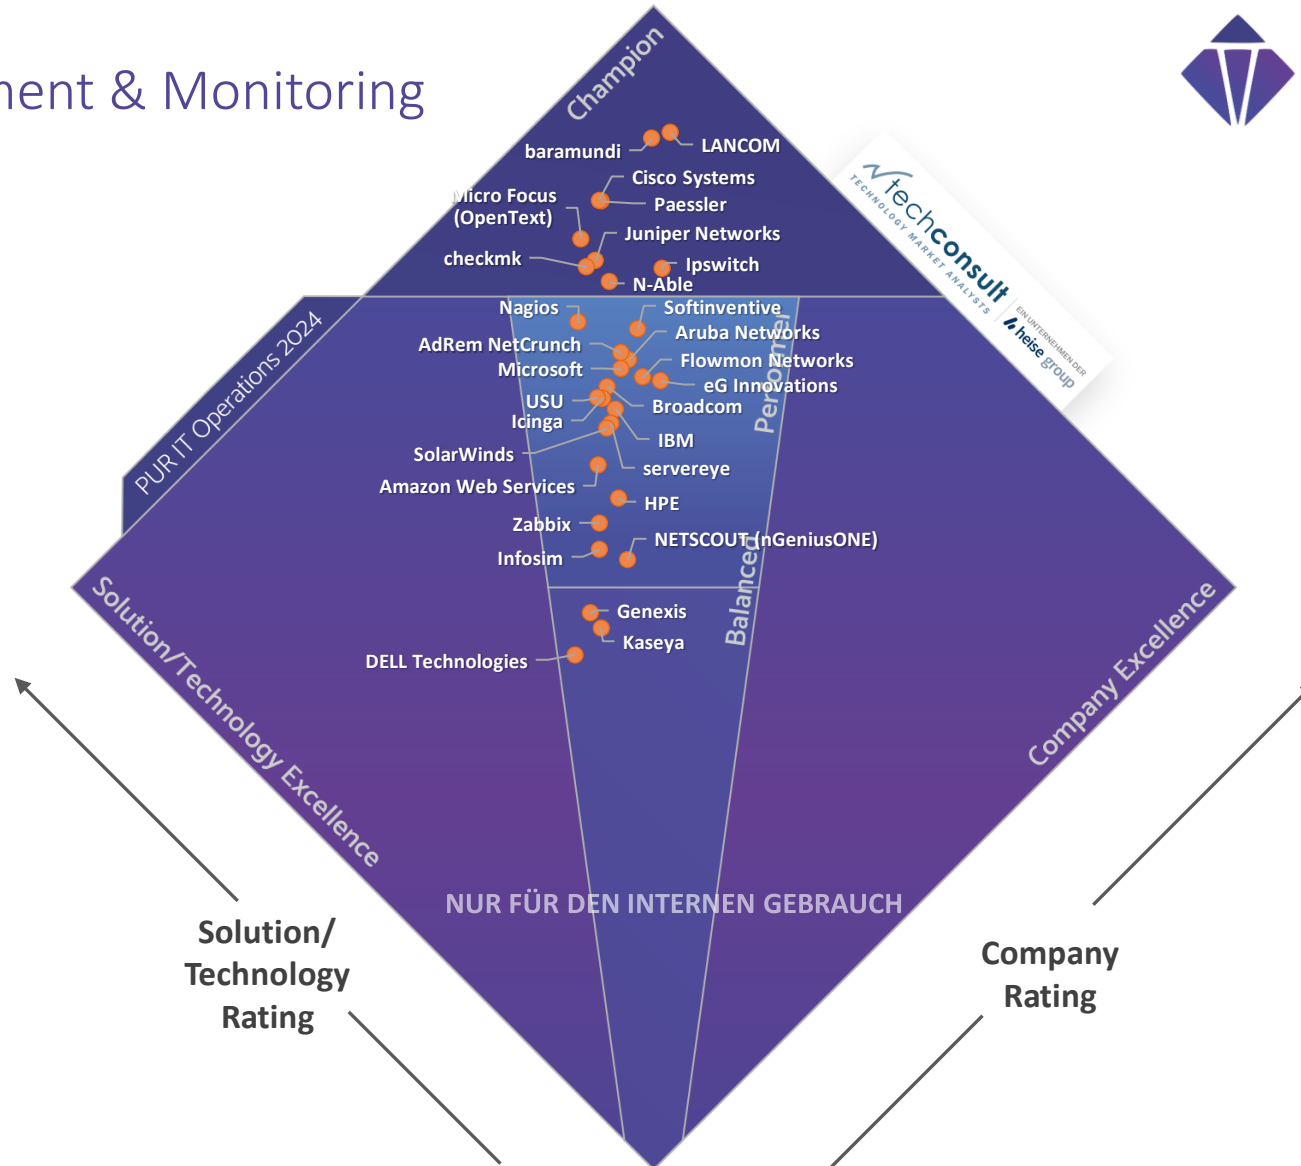 nent & Monitoring
Champion
baramundi
LANCOM
Cisco Systems
Micro Focus
(OpenText)
Paessler
Juniper Networks
checkmk
Ipswitch
N-Able
Nagios
Softinventive
Aruba Networks
AdRem NetCrunch
Flowmon Networks
Microsoft
eG Innovations
USU
Broadcom
Icinga
IBM
SolarWinds
servereye
Amazon Web Services
HPE
Zabbix
NETSCOUT (nGeniusONE)
Infosim
Genexis
Kaseya
DELL Technologies
Balanced
PUR IT Operations 2024
techconsult
TECHNOLOGY MARKET ANALYSTS
EIN UNTERNEHMEN DER
heise group
Solution/Technology Excellence
Company Excellence
NUR FÜR DEN INTERNEN GEBRAUCH
Solution/
Technology
Rating
Company
Rating